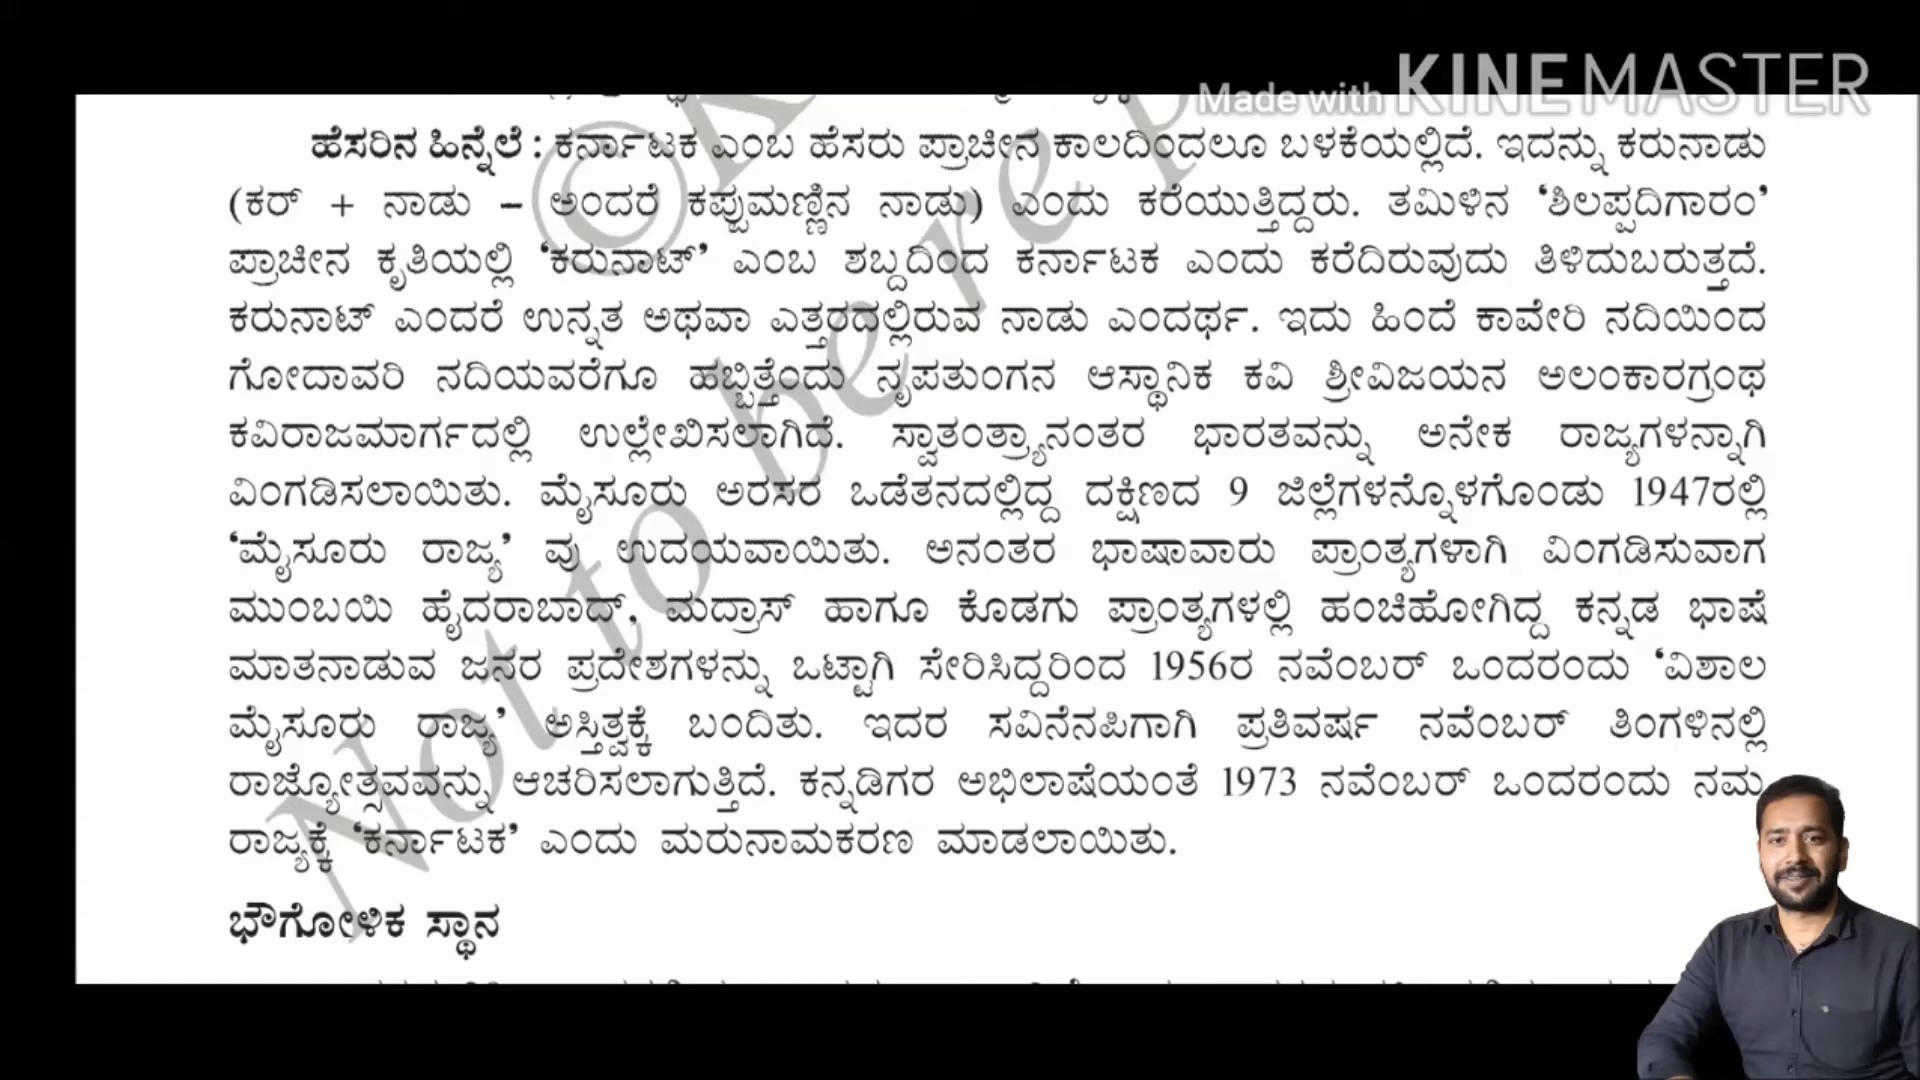 Made with KINEMASTER
ಹೆಸರಿನ ಹಿನ್ನೆಲೆ : ಕರ್ನಾಟಕ ಎಂಬ ಹೆಸರು ಪ್ರಾಚೀನ ಕಾಲದಿಂದಲೂ ಬಳಕೆಯಲ್ಲಿದೆ. ಇದನ್ನು ಕರುನಾಡು
(ಕರ್ + ನಾಡು – ಅಂದರೆ ಕಪ್ಪುಮಣ್ಣಿನ ನಾಡು) ಎಂದು ಕರೆಯುತ್ತಿದ್ದರು. ತಮಿಳಿನ ‘ಶಿಲಪ್ಪದಿಗಾರಂ’
ಪ್ರಾಚೀನ ಕೃತಿಯಲ್ಲಿ ‘ಕರುನಾಟ್’ ಎಂಬ ಶಬ್ದದಿಂದ ಕರ್ನಾಟಕ ಎಂದು ಕರೆದಿರುವುದು ತಿಳಿದುಬರುತ್ತದೆ.
ಕರುನಾಟ್ ಎಂದರೆ ಉನ್ನತ ಅಥವಾ ಎತ್ತರದಲ್ಲಿರುವ ನಾಡು ಎಂದರ್ಥ. ಇದು ಹಿಂದೆ ಕಾವೇರಿ ನದಿಯಿಂದ
ಗೋದಾವರಿ ನದಿಯವರೆಗೂ ಹಬ್ಬಿತ್ತೆಂದು ನೃಪತುಂಗನ ಆಸ್ಥಾನಿಕ ಕವಿ ಶ್ರೀವಿಜಯನ ಅಲಂಕಾರಗ್ರಂಥ
ಕವಿರಾಜಮಾರ್ಗದಲ್ಲಿ ಉಲ್ಲೇಖಿಸಲಾಗಿದೆ. ಸ್ವಾತಂತ್ರ್ಯಾನಂತರ ಭಾರತವನ್ನು ಅನೇಕ ರಾಜ್ಯಗಳನ್ನಾಗಿ
ವಿಂಗಡಿಸಲಾಯಿತು. ಮೈಸೂರು ಅರಸರ ಒಡೆತನದಲ್ಲಿದ್ದ ದಕ್ಷಿಣದ 9 ಜಿಲ್ಲೆಗಳನ್ನೊಳಗೊಂಡು 1947ರಲ್ಲಿ
‘ಮೈಸೂರು ರಾಜ್ಯ’ ವು ಉದಯವಾಯಿತು. ಅನಂತರ ಭಾಷಾವಾರು ಪ್ರಾಂತ್ಯಗಳಾಗಿ ವಿಂಗಡಿಸುವಾಗ
ಮುಂಬಯಿ ಹೈದರಾಬಾದ್, ಮದ್ರಾಸ್ ಹಾಗೂ ಕೊಡಗು ಪ್ರಾಂತ್ಯಗಳಲ್ಲಿ ಹಂಚಿಹೋಗಿದ್ದ ಕನ್ನಡ ಭಾಷೆ
ಮಾತನಾಡುವ ಜನರ ಪ್ರದೇಶಗಳನ್ನು ಒಟ್ಟಾಗಿ ಸೇರಿಸಿದ್ದರಿಂದ 1956ರ ನವೆಂಬರ್ ಒಂದರಂದು ‘ವಿಶಾಲ
ಮೈಸೂರು ರಾಜ್ಯ’ ಅಸ್ತಿತ್ವಕ್ಕೆ ಬಂದಿತು. ಇದರ ಸವಿನೆನಪಿಗಾಗಿ ಪ್ರತಿವರ್ಷ ನವೆಂಬರ್ ತಿಂಗಳಿನಲ್ಲಿ
ರಾಜ್ಯೋತ್ಸವವನ್ನು ಆಚರಿಸಲಾಗುತ್ತಿದೆ. ಕನ್ನಡಿಗರ ಅಭಿಲಾಷೆಯಂತೆ 1973 ನವೆಂಬರ್ ಒಂದರಂದು ನಮ್ಮ
ರಾಜ್ಯಕ್ಕೆ ‘ಕರ್ನಾಟಕ’ ಎಂದು ಮರುನಾಮಕರಣ ಮಾಡಲಾಯಿತು.
ಭೌಗೋಳಿಕ ಸ್ಥಾನ
©K
Not to be re p